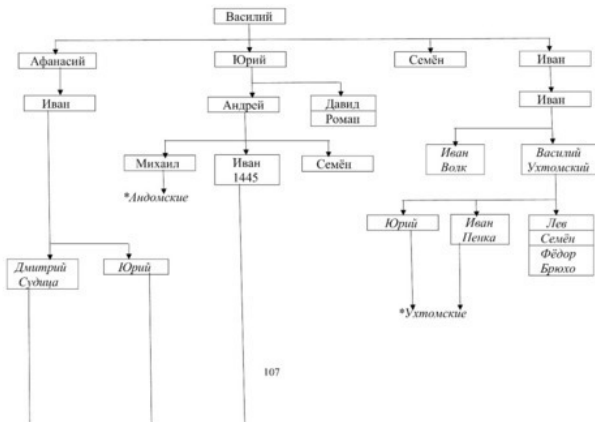 Василий
Афанасий
Юрий
Семён
Иван
Иван
Андрей
Давид
Роман
Иван
Михаил
Иван
1445
Семён
Иван
Волк
Василий
Ухтомский
*Андомские
Юрий
Иван
Пенка
Лев
Семён
Фёдор
Брюхо
Дмитрий
Судица
Юрий
*Ухтомские
107